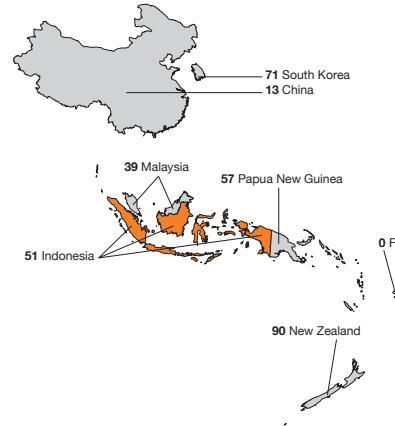 71 South Korea
13 China
39 Malaysia
57 Papua New Guinea
51 Indonesia
0
90 New Zealand